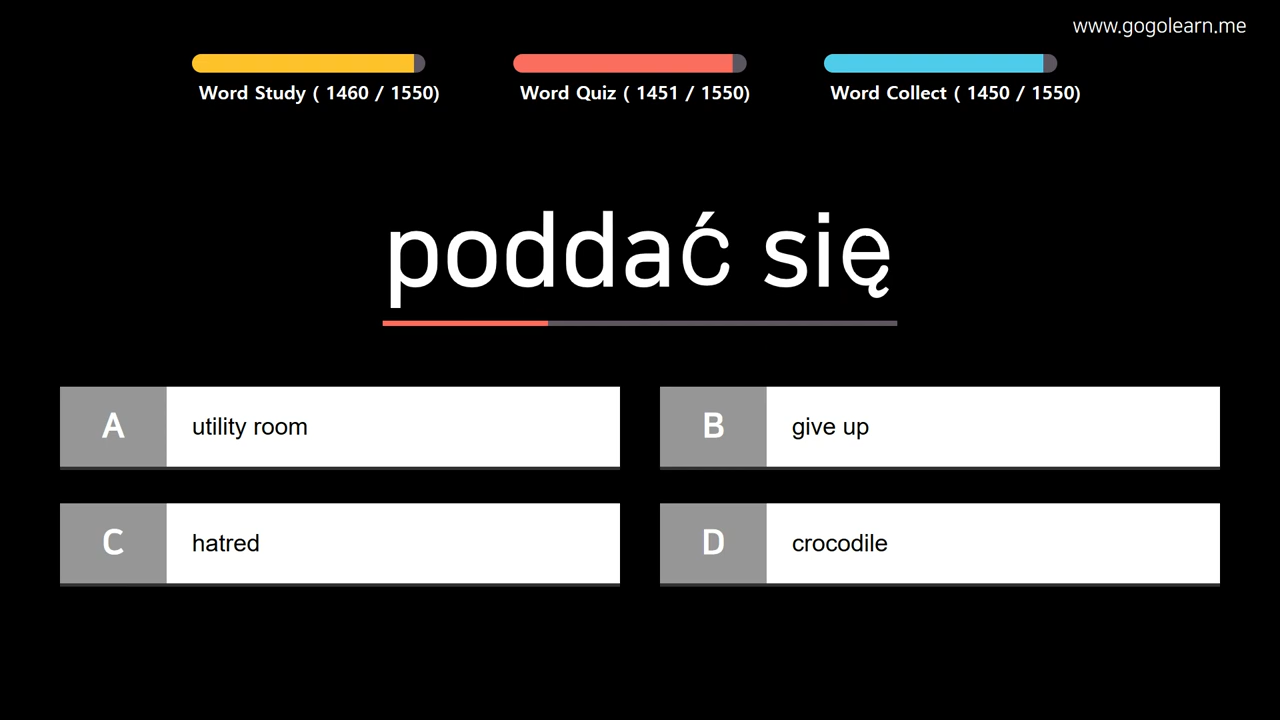 www.gogolearn.me
Word Study ( 1460 / 1550)
Word Quiz ( 1451 / 1550)
Word Collect ( 1450 / 1550)
poddać się
A utility room
B give up
C hatred
D crocodile